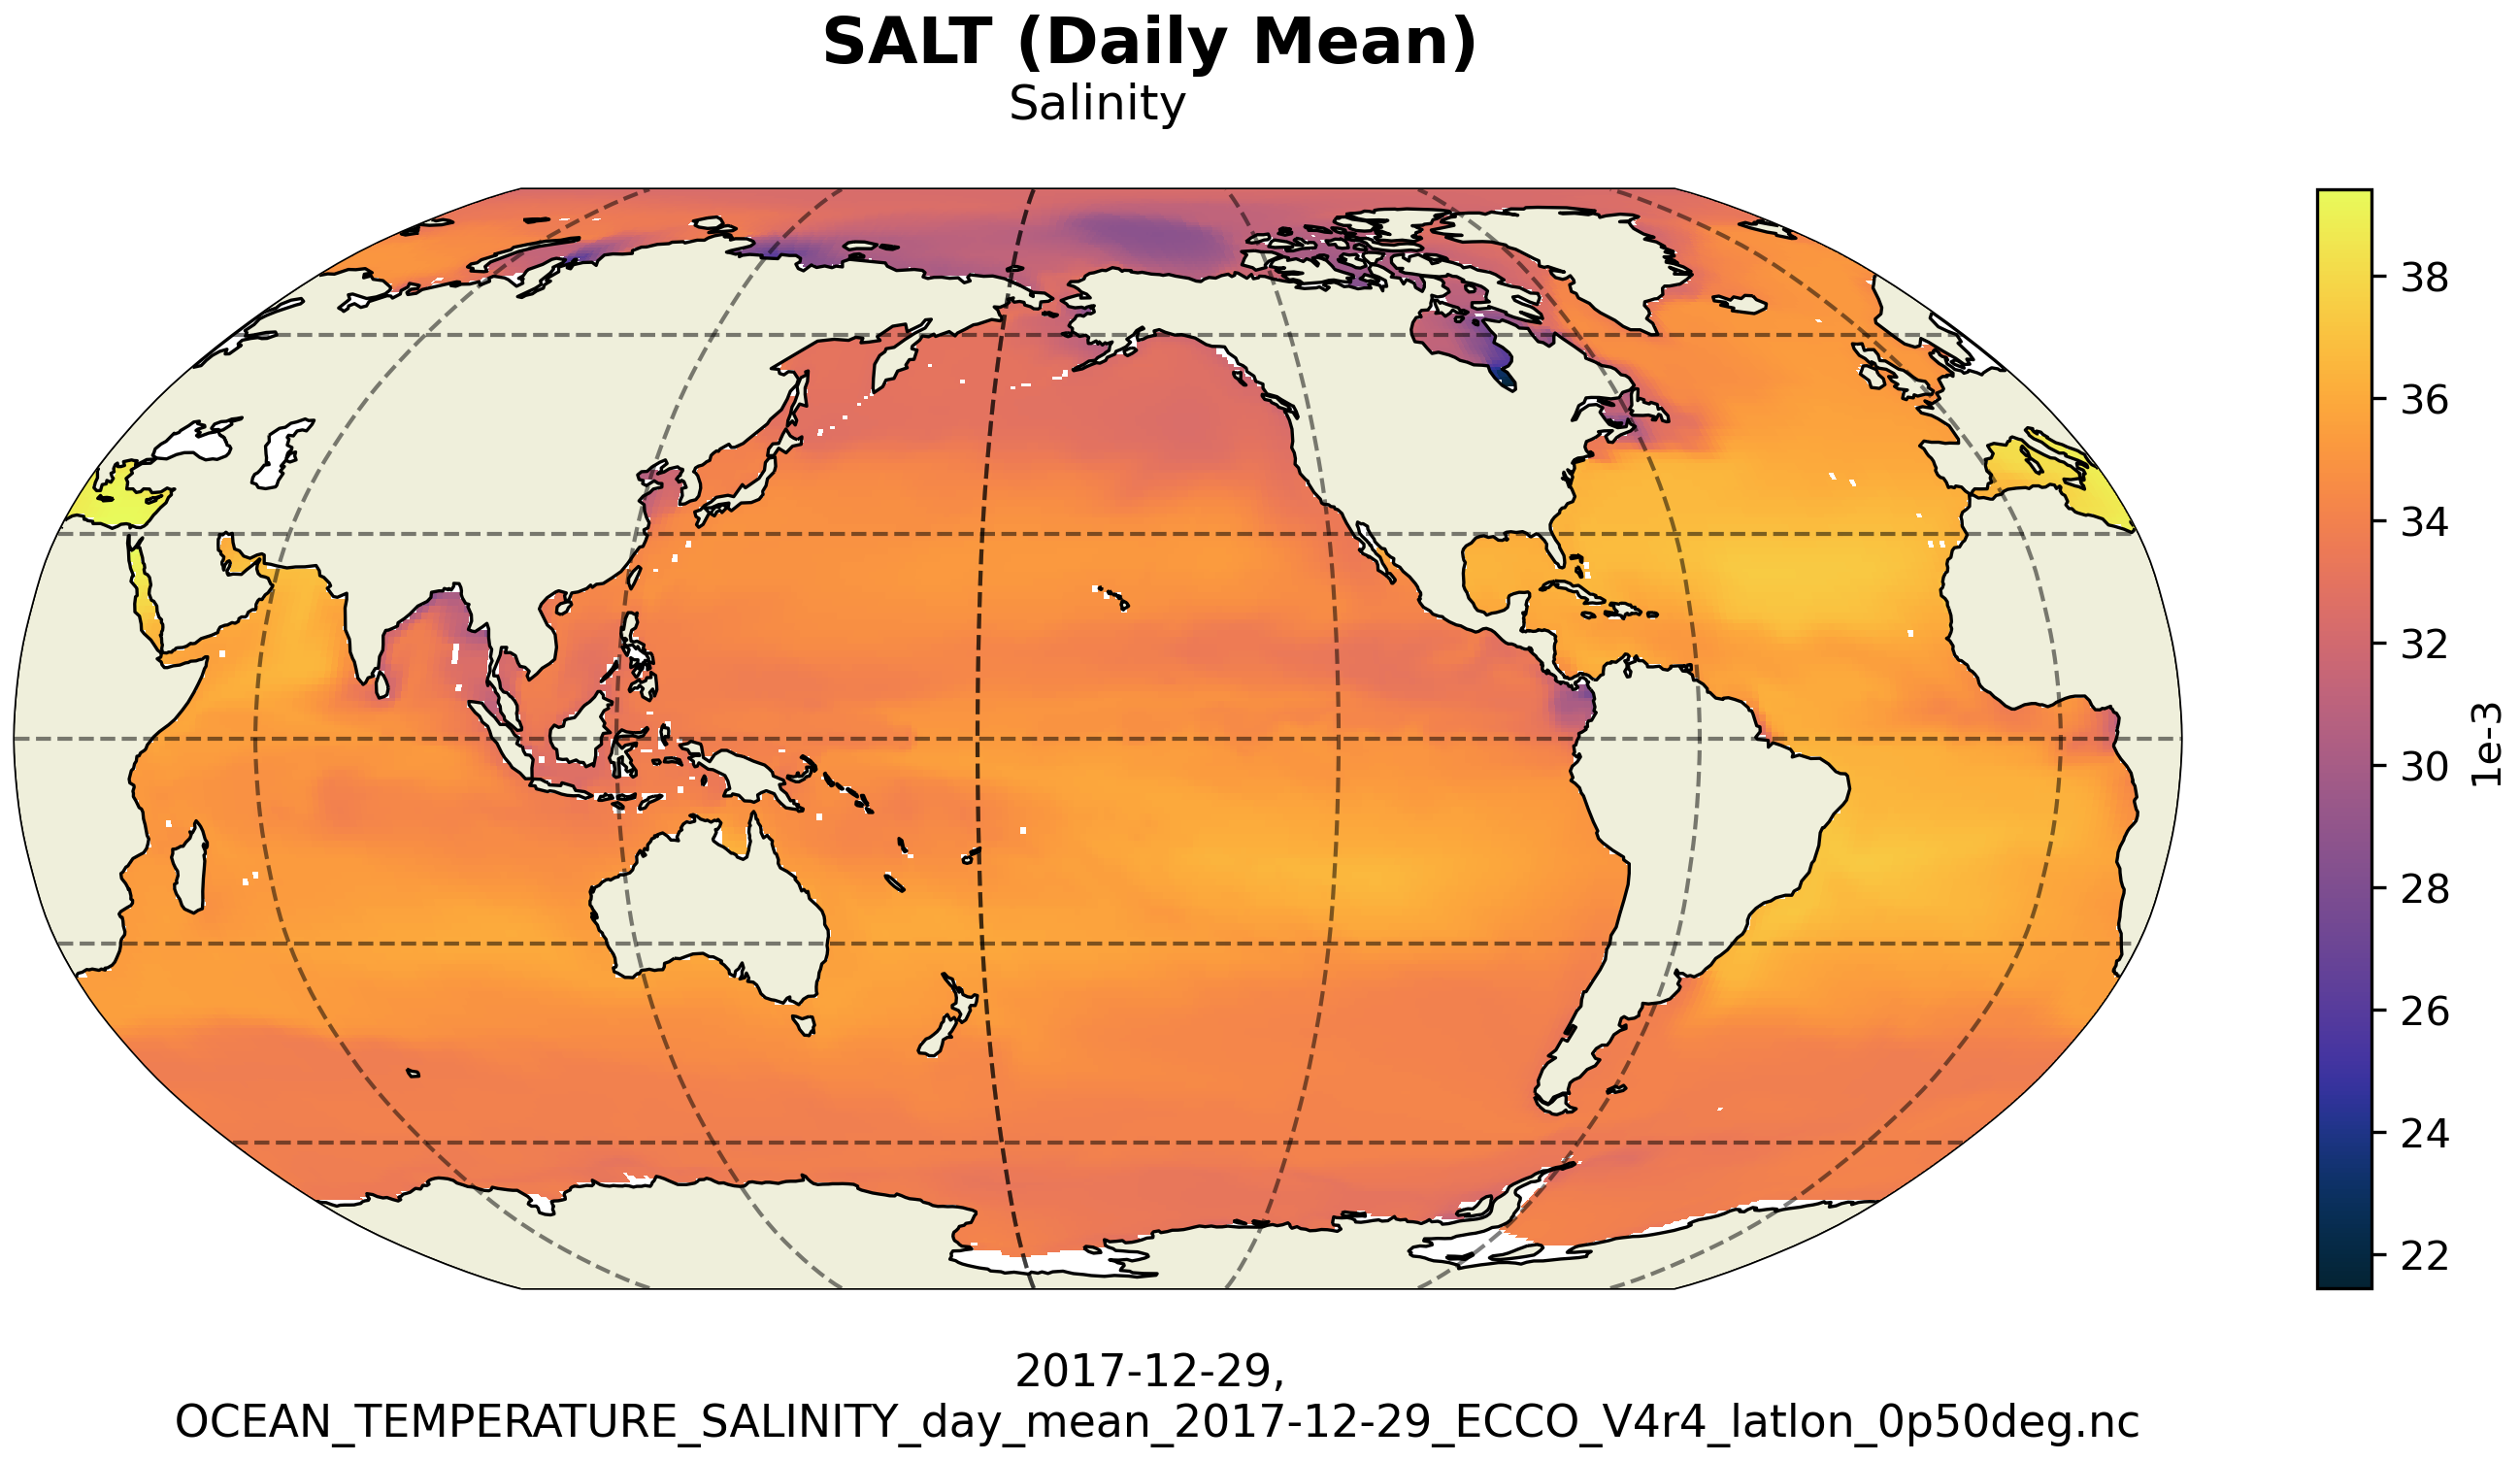 SALT (Daily Mean)
Salinity
38
36
34
32
30
28
26
24
22
1e-3
2017-12-29,
OCEAN_TEMPERATURE_SALINITY_day_mean_2017-12-29_ECCO_V4r4_latlon_0p50deg.nc